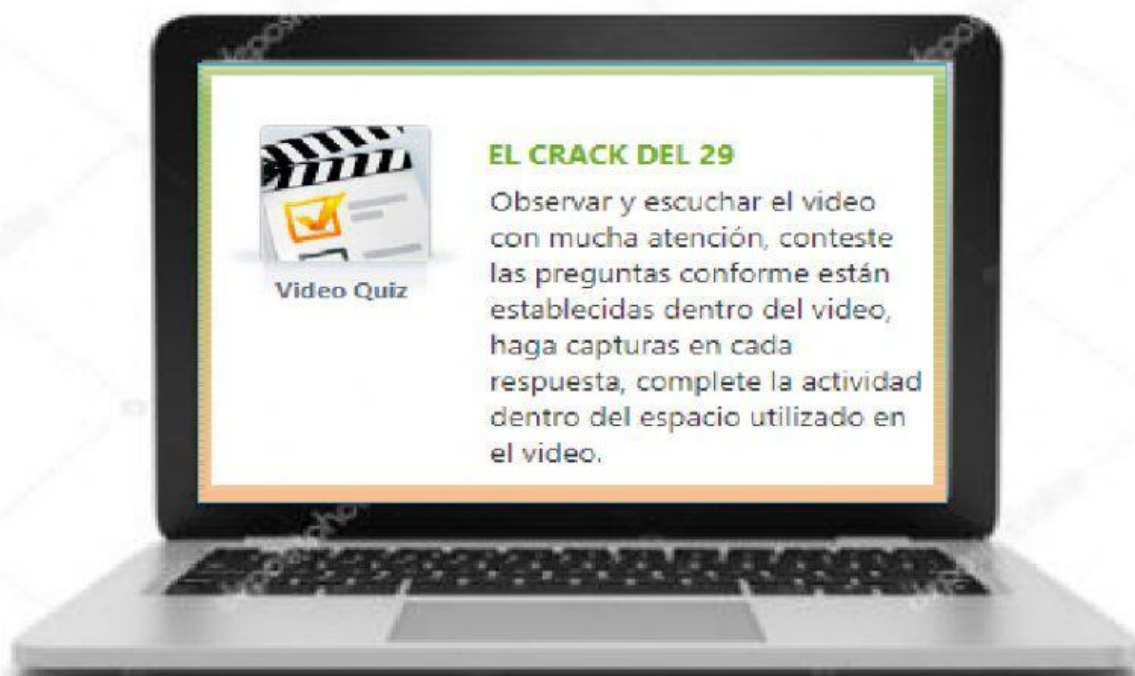 EL CRACK DEL 29
Observar y escuchar el video
con mucha atención, conteste
las preguntas conforme están
establecidas dentro del video,
haga capturas en cada
respuesta, complete la actividad
dentro del espacio utilizado en
el video.
Video Quiz